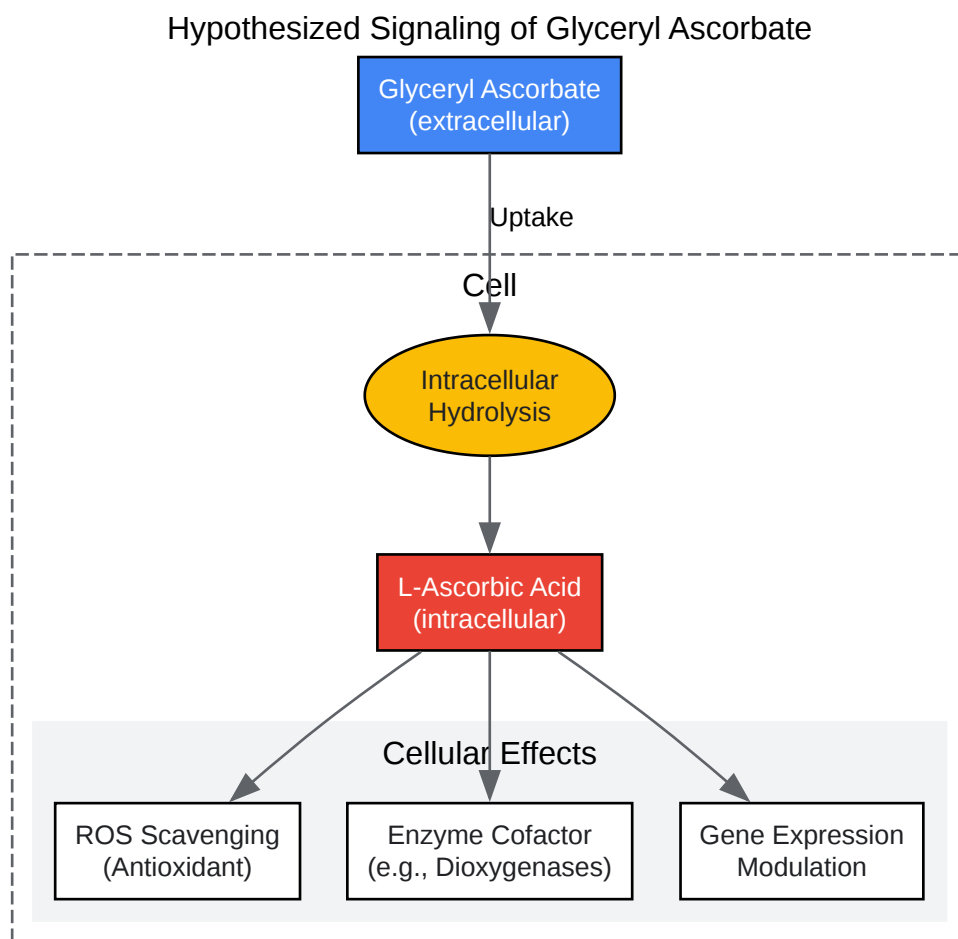 Hypothesized Signaling of Glyceryl Ascorbate
Glyceryl Ascorbate
(extracellular)
Uptake
Cell
Intracellular
Hydrolysis
L-Ascorbic Acid
(intracellular)
Cellular Effects
ROS Scavenging
(Antioxidant)
Enzyme Cofactor
(e.g., Dioxygenases)
Gene Expression
Modulation